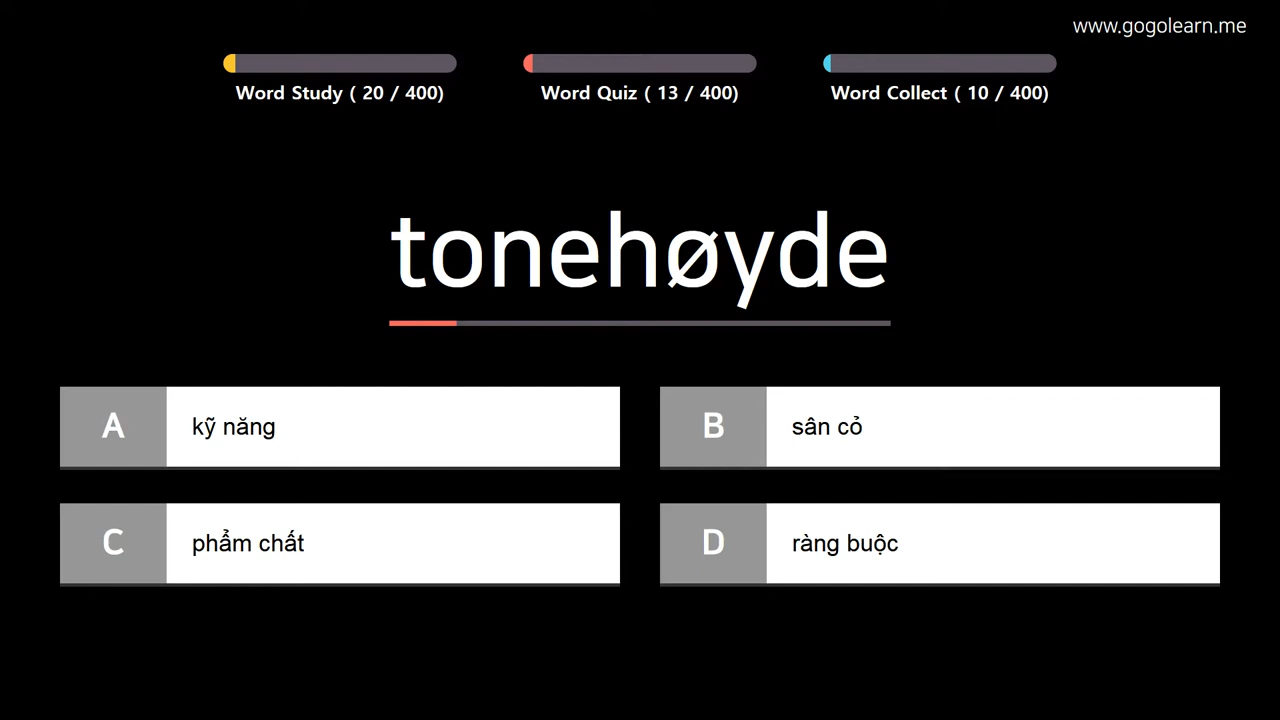 www.gogolearn.me
Word Study ( 20 / 400)
Word Quiz ( 13 / 400)
Word Collect ( 10 / 400)
tonehøyde
A
kỹ năng
B
sân cỏ
C
phẩm chất
D
ràng buộc